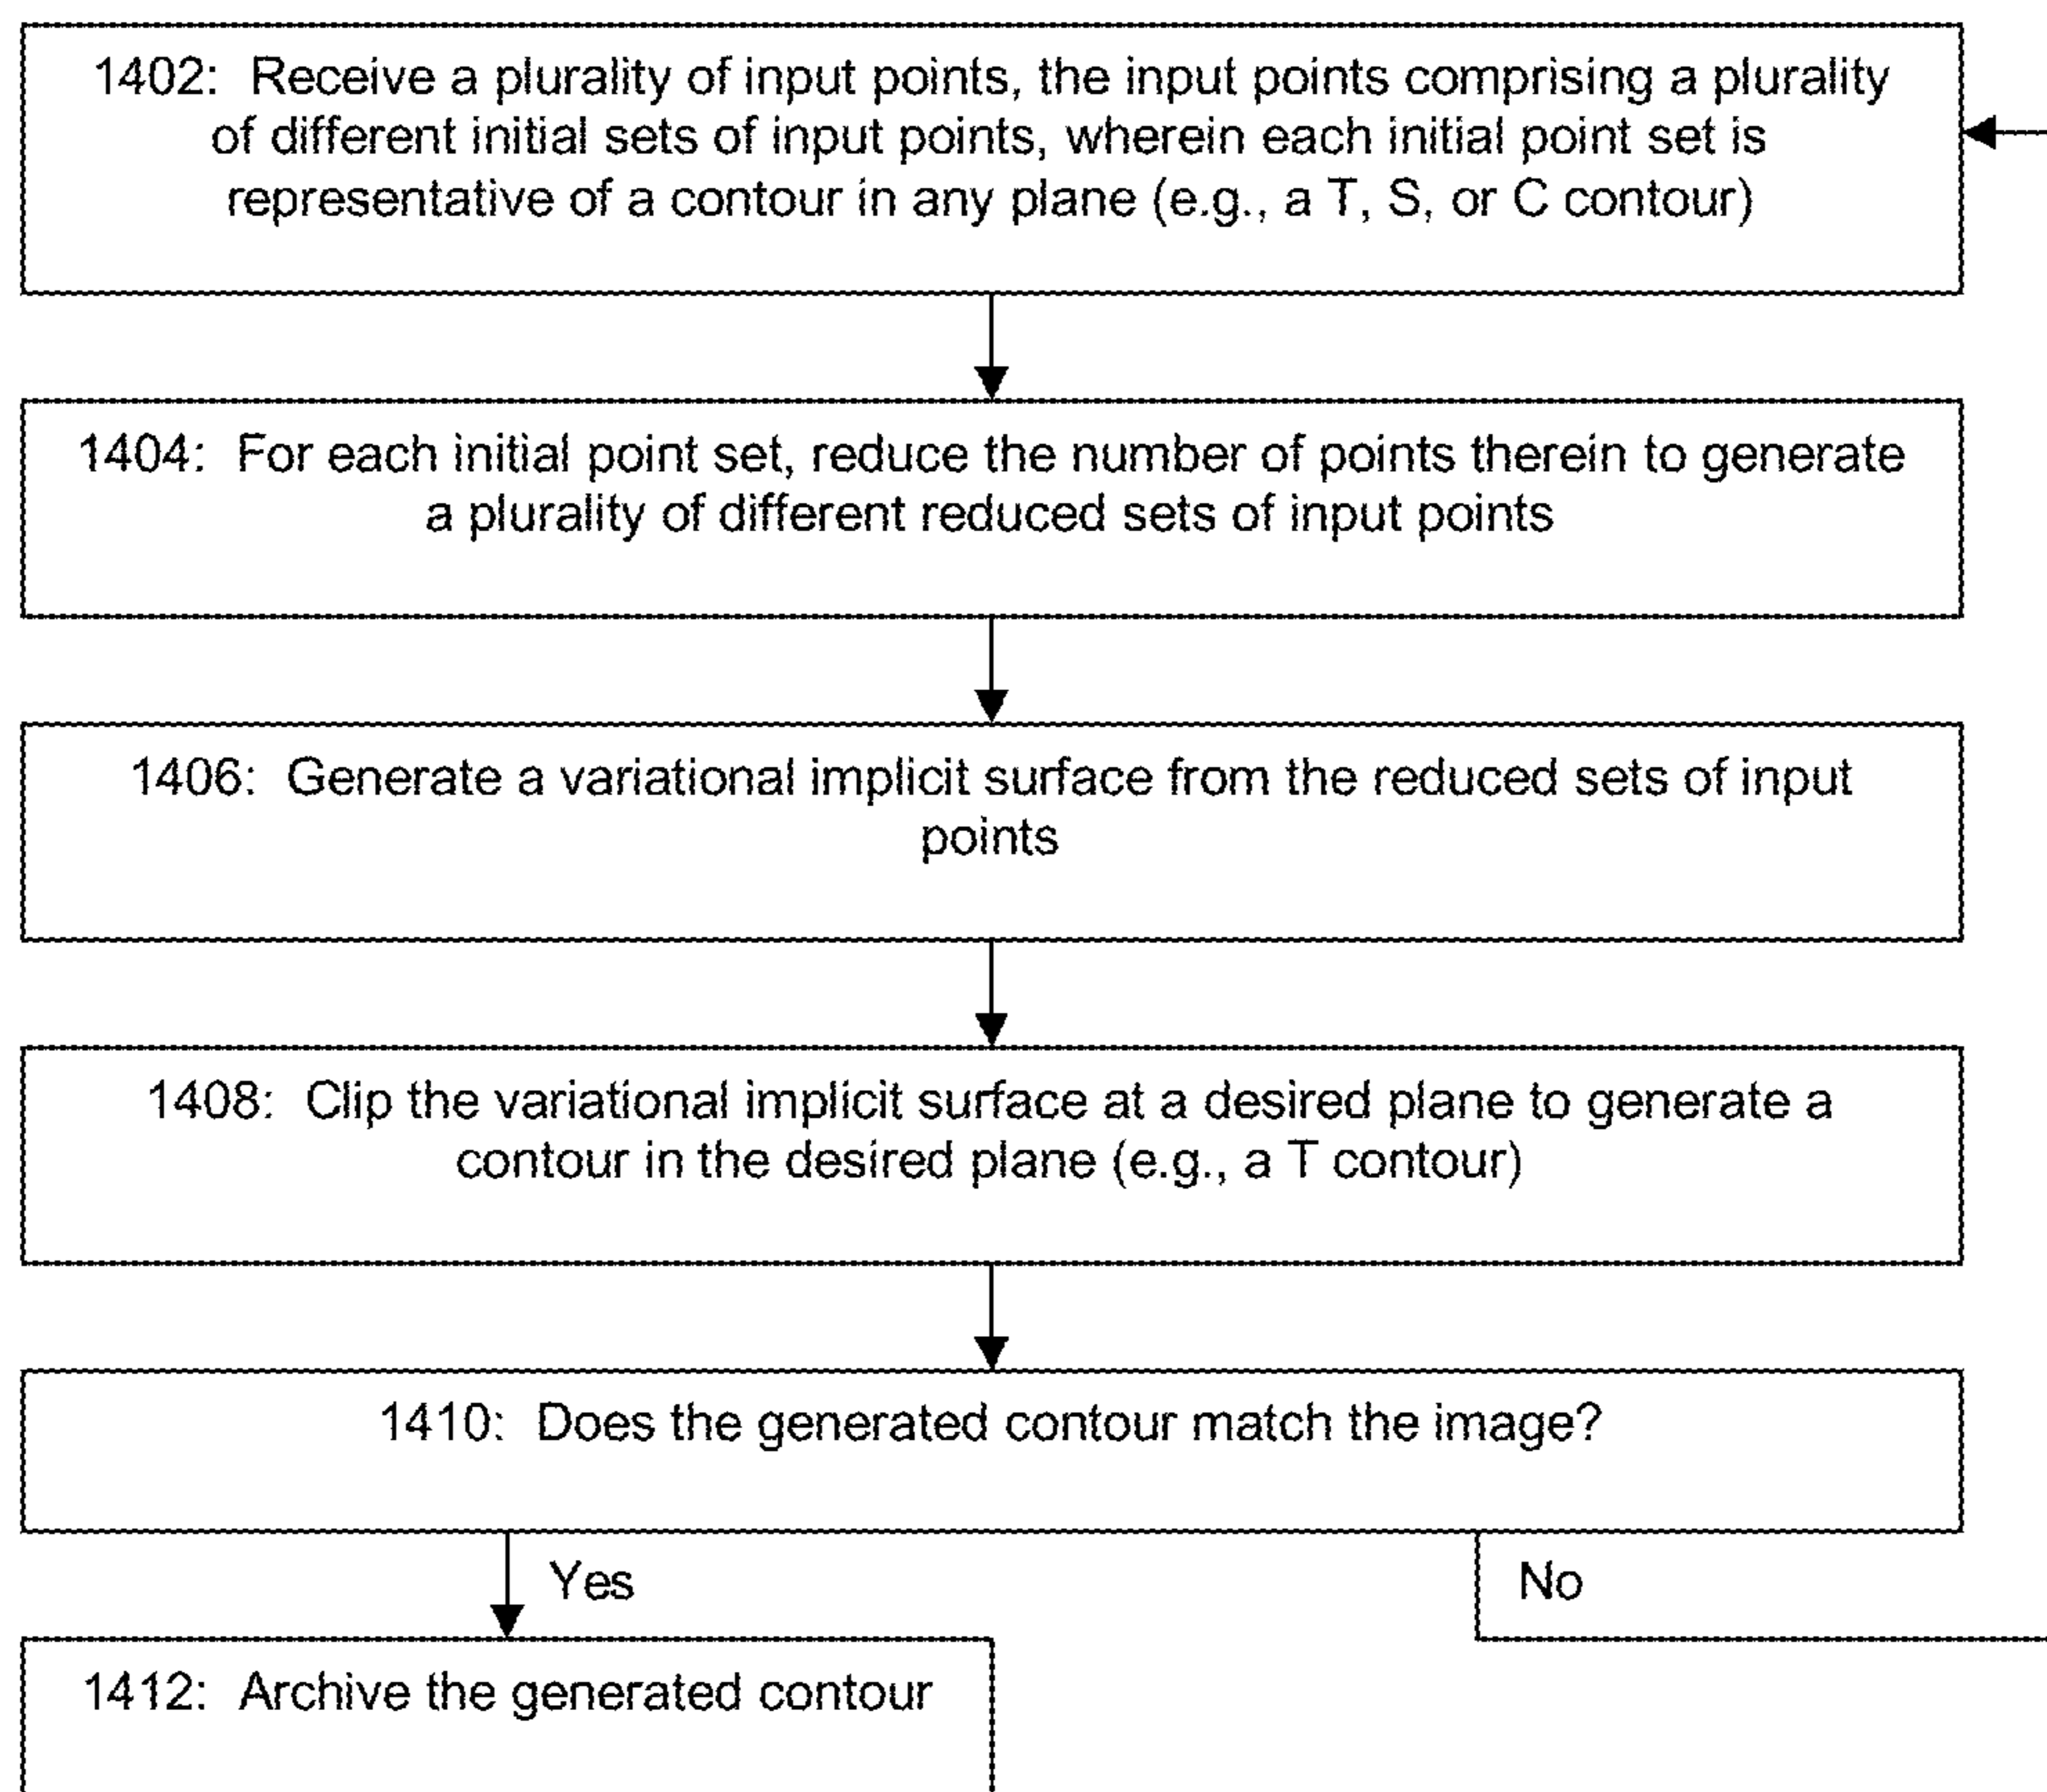 1402: Receive a plurality of input points, the input points comprising a plurality
of different initial sets of input points, wherein each initial point set is
representative of a contour in any plane (e.g., a T, S, or C contour)
1404: For each initial point set, reduce the number of points therein to generate
a plurality of different reduced sets of input points
1406: Generate a variational implicit surface from the reduced sets of input
points
1408: Clip the variational implicit surface at a desired plane to generate a
contour in the desired plane (e.g., a T contour)
1410: Does the generated contour match the image?
Yes
No
1412: Archive the generated contour